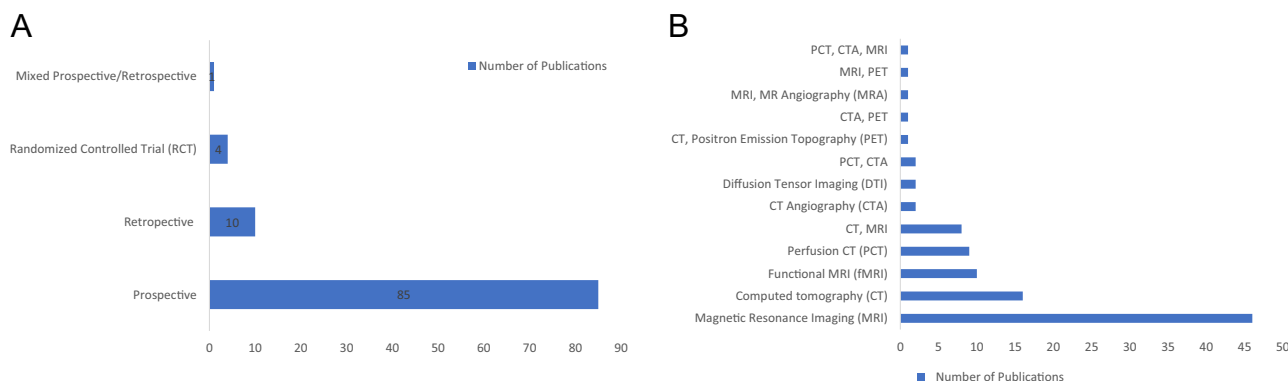 A
Mixed Prospective/Retrospective
1
Number of Publications
Randomized Controlled Trial (RCT)
4
Retropective
10
Prospective
85
0 10 20 30 40 50 60 70 80 90
B
PCT, CTA, MRI
MRI, PET
MRI, MR Angiography (MRA)
CTA, PET
CT, Positron Emission Topography (PET)
PCT, CTA
Diffusion Tensor Imaging (DTI)
CT Angiography (CTA)
CT, MRI
Perfusion CT (PCT)
Functional MRI (fMRI)
Computed tomography (CT)
Magnetic Resonance Imaging (MRI)
0 5 10 15 20 25 30 35 40 45 50
Number of Publications